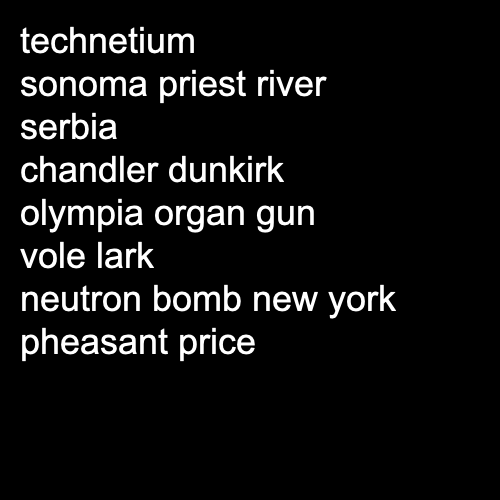 technetium
sonoma priest river
serbia
chandler dunkirk
olympia organ gun
vole lark
neutron bomb new york
pheasant price